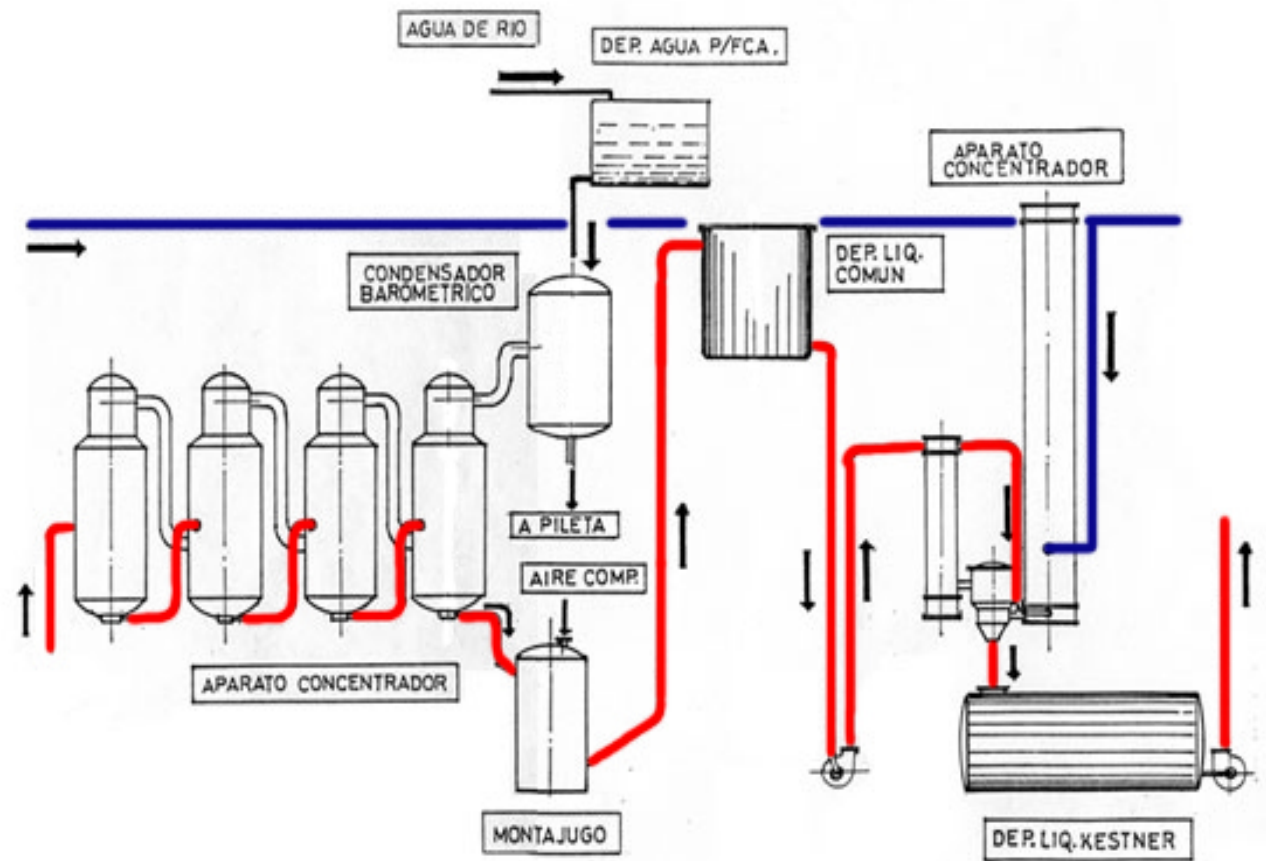 AGUA DE RIO
DEP. AGUA P/FCA.
APARATO
CONCENTRADOR
CONDENSADOR
BAROMETRICO
DEP. LIQ.
COMUN
A PILETA
AIRE COMP.
APARATO CONCENTRADOR
MONTAJUGO
DEP. LIQ. KESTNER